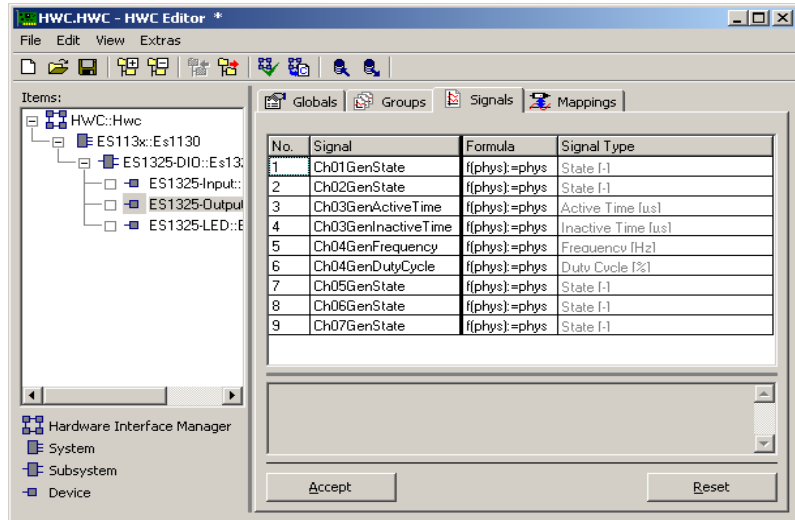 HWC.HWC - HWC Editor *
File Edit View Extras
Items:
HWC::Hwc
ES113x::Es1130
ES1325-DIO::Es13
ES1325-Input::
ES1325-Outpu
ES1325-LED::E
Hardware Interface Manager
System
Subsystem
Device
Globals Groups Signals Mappings
No. Signal Formula Signal Type
1 Ch01GenState f(phys):=phys State [-]
2 Ch02GenState f(phys):=phys State [-]
3 Ch03GenActiveTime f(phys):=phys Active Time [us]
4 Ch03GenInactiveTime f(phys):=phys Inactive Time [us]
5 Ch04GenFrequency f(phys):=phys Frequency [Hz]
6 Ch04GenDutyCycle f(phys):=phys Duty Cycle [%]
7 Ch05GenState f(phys):=phys State [-]
8 Ch06GenState f(phys):=phys State [-]
9 Ch07GenState f(phys):=phys State [-]
Accept Reset